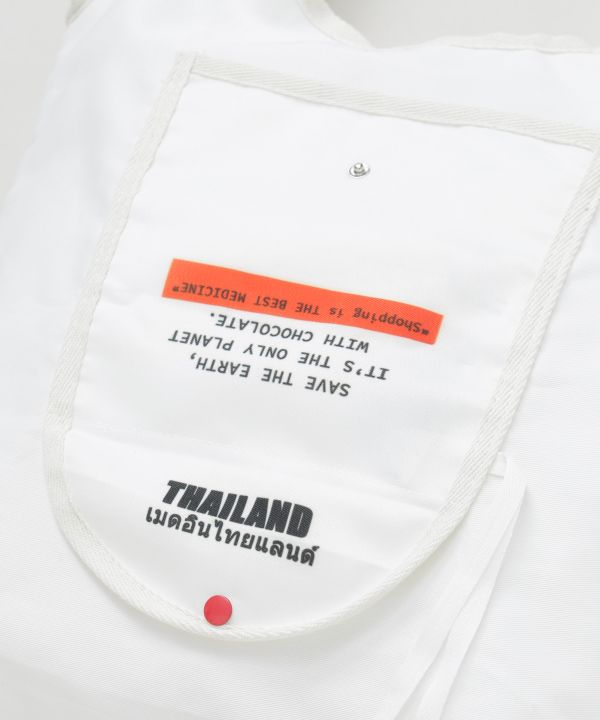 "Shopping is THE BEST MEDICINE"
SAVE THE EARTH,
IT'S THE ONLY PLANET
WITH CHOCOLATE.
THAILAND
เมดอินไทยแลนด์